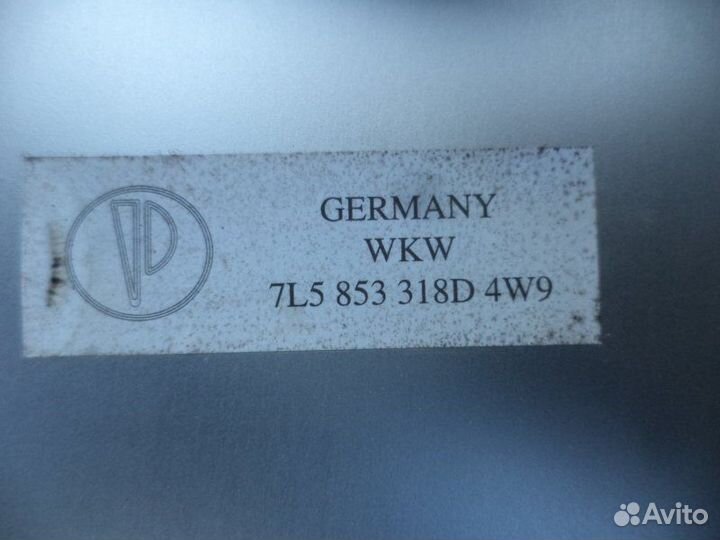 GERMANY
WKW
7L5 853 318D 4W9
Avito